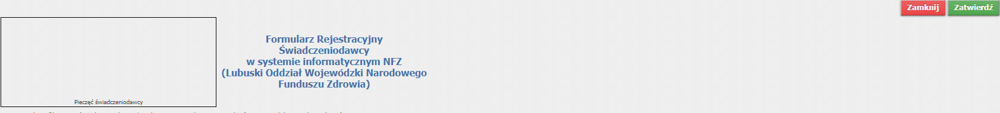 Zamknij Zatwierdź
Formularz Rejestracyjny
Świadczeniodawcy
w systemie informatycznym NFZ
(Lubuski Oddział Wojewódzki Narodowego
Funduszu Zdrowia)
Pieczęć świadczeniodawcy